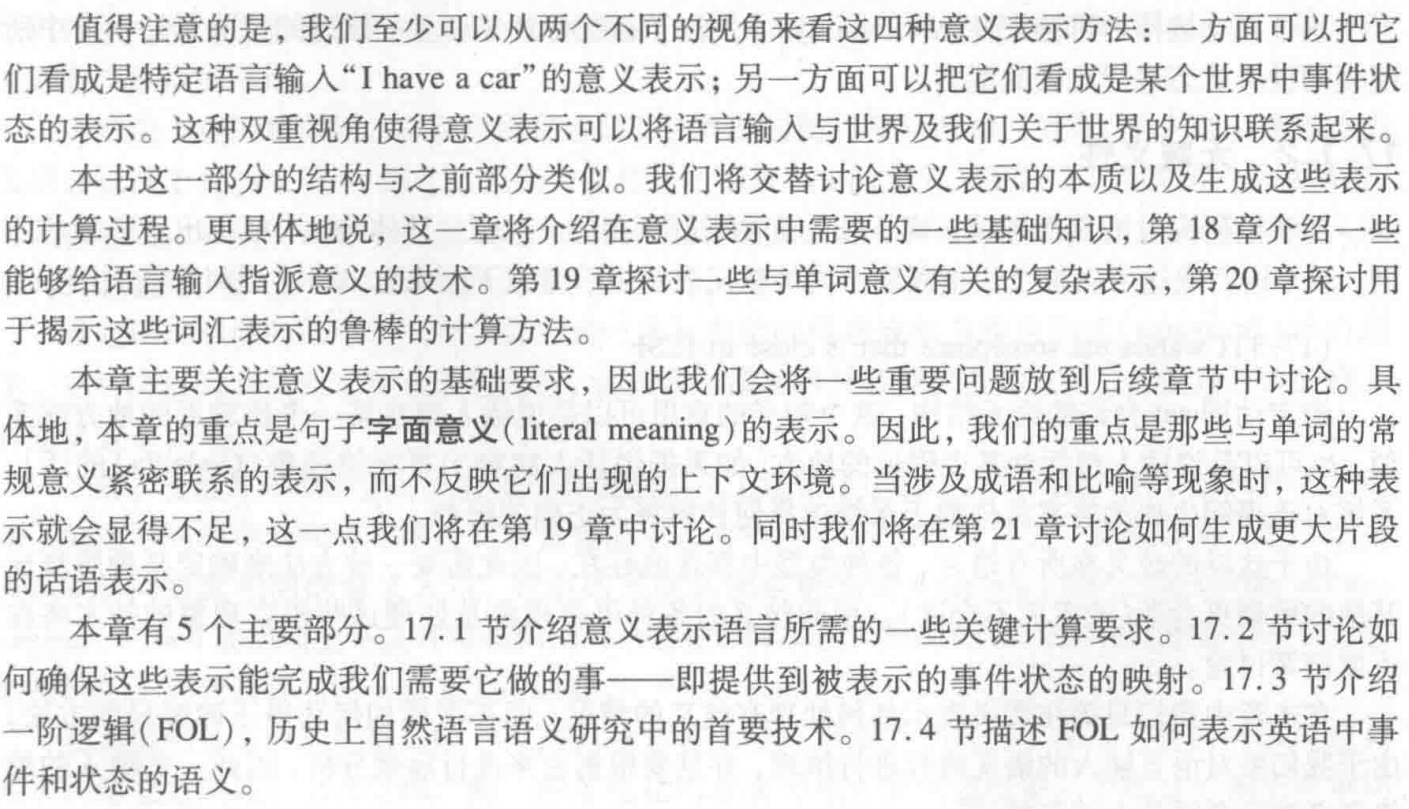 值得注意的是，我们至少可以从两个不同的视角来看这四种意义表示方法：一方面可以把它
们看成是特定语言输入“I have a car”的意义表示；另一方面可以把它们看成是某个世界中事件状
态的表示。这种双重视角使得意义表示可以将语言输入与世界及我们关于世界的知识联系起来。
本书这一部分的结构与之前部分类似。我们将交替讨论意义表示的本质以及生成这些表示
的计算过程。更具体地说，这一章将介绍在意义表示中需要的一些基础知识，第 18 章介绍一些
能够给语言输入指派意义的技术。第 19 章探讨一些与单词意义有关的复杂表示，第 20 章探讨用
于揭示这些词汇表示的鲁棒的计算方法。
本章主要关注意义表示的基础要求，因此我们会将一些重要问题放到后续章节中讨论。具
体地，本章的重点是句子字面意义(literal meaning)的表示。因此，我们的重点是那些与单词的常
规意义紧密联系的表示，而不反映它们出现的上下文环境。当涉及成语和比喻等现象时，这种表
示就会显得不足，这一点我们将在第 19 章中讨论。同时我们将在第 21 章讨论如何生成更大片段
的话语表示。
本章有 5 个主要部分。17.1 节介绍意义表示语言所需的一些关键计算要求。17.2 节讨论如
何确保这些表示能完成我们需要它做的事——即提供到被表示的事件状态的映射。17.3 节介绍
一阶逻辑(FOL)，历史上自然语言语义研究中的首要技术。17.4 节描述 FOL 如何表示英语中事
件和状态的语义。